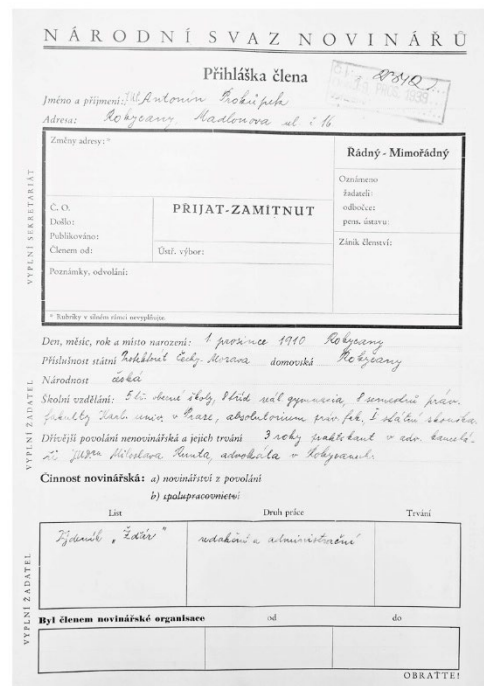 NÁRODNÍ SVAZ NOVINÁŘŮ
Přihláška člena
Jméno a příjmení: Antonín Prokůpek
Adresa: Rokycany, Madlonova ul. č 16
Změny adresy: *
Řádný - Mimořádný
Oznámeno
žadateli:
odbočce:
pens. ústavu:
Č. O.
Došlo:
Publikováno:
Členem od:
PŘIJAT-ZAMÍTNUT
Ústř. výbor:
Zánik členství:
Poznámky, odvolání:
* Rubriky v silném rámci nevyplňujte
VYPLNÍ SEKRETARIÁT
Den, měsíc, rok a místo narození: 1 prosince 1910 Rokycany
Příslušnost státní Protektorát Čechy-Morava domovská Rokycany
Národnost česká
Školní vzdělání: 5 tř. obecné školy, 8 tříd reál. gymnasia, 8 semestrů práv.
fakulty Karl. univ. v Praze, absolutorium práv. fak., I státní zkouška.
Dřívější povolání nenovinářská a jejich trvání 3 roky praktikant v adv. kancelá-
ři JUDra Miloslava Runta, advokáta v Rokycanech.
VYPLNÍ ŽADATEL
Činnost novinářská: a) novinářství z povolání
b) spolupracovnictví
List Druh práce Trvání
Týdeník „Žďár" redakční a administrační
VYPLNÍ ŽADATEL
Byl členem novinářské organisace od do
OBRAŤTE!